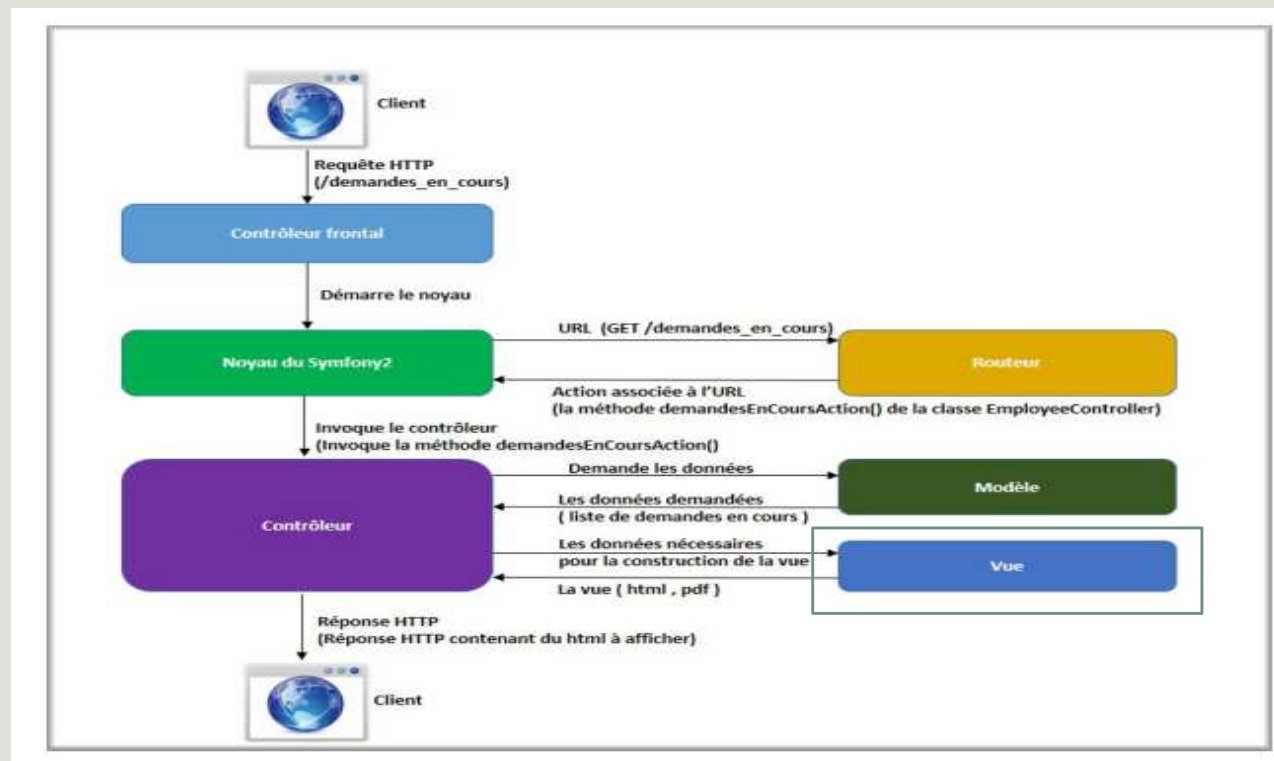 Client
Requête HTTP
(/demandes_en_cours)
Contrôleur frontal
Démarre le noyau
Noyau du Symfony2
URL (GET /demandes_en_cours)
Routeur
Action associée à l'URL
(la méthode demandesEnCoursAction() de la classe EmployeeController)
Invoque le contrôleur
(Invoque la méthode demandesEnCoursAction()
Contrôleur
Demande les données
Modèle
Les données demandées
( liste de demandes en cours )
Les données nécessaires
pour la construction de la vue
Vue
La vue ( html , pdf )
Réponse HTTP
(Réponse HTTP contenant du html à afficher)
Client